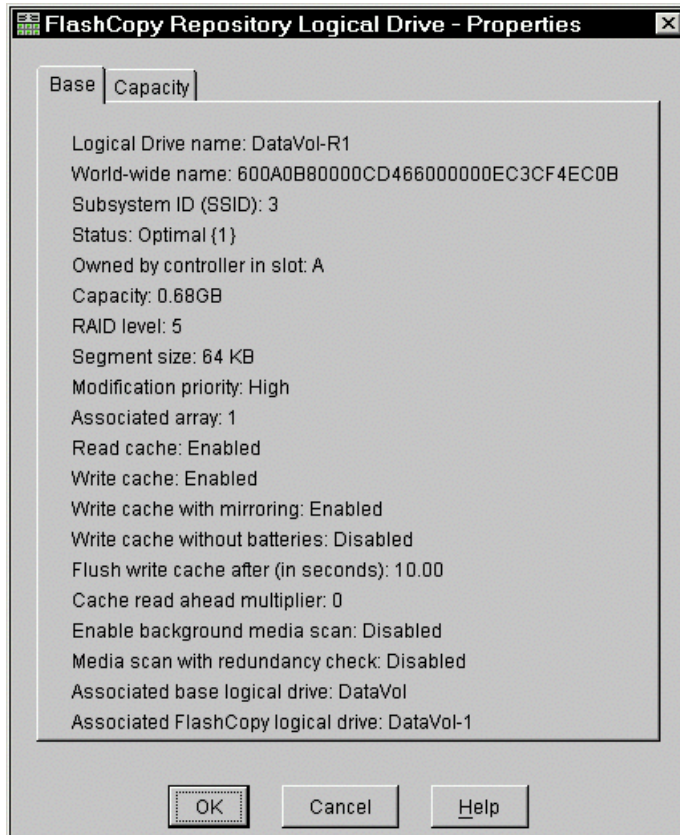 FlashCopy Repository Logical Drive - Properties
Base Capacity
Logical Drive name: DataVol-R1
World-wide name: 600A0B80000CD466000000EC3CF4EC0B
Subsystem ID (SSID): 3
Status: Optimal {1}
Owned by controller in slot: A
Capacity: 0.68GB
RAID level: 5
Segment size: 64 KB
Modification priority: High
Associated array: 1
Read cache: Enabled
Write cache: Enabled
Write cache with mirroring: Enabled
Write cache without batteries: Disabled
Flush write cache after (in seconds): 10.00
Cache read ahead multiplier: 0
Enable background media scan: Disabled
Media scan with redundancy check: Disabled
Associated base logical drive: DataVol
Associated FlashCopy logical drive: DataVol-1
OK Cancel Help